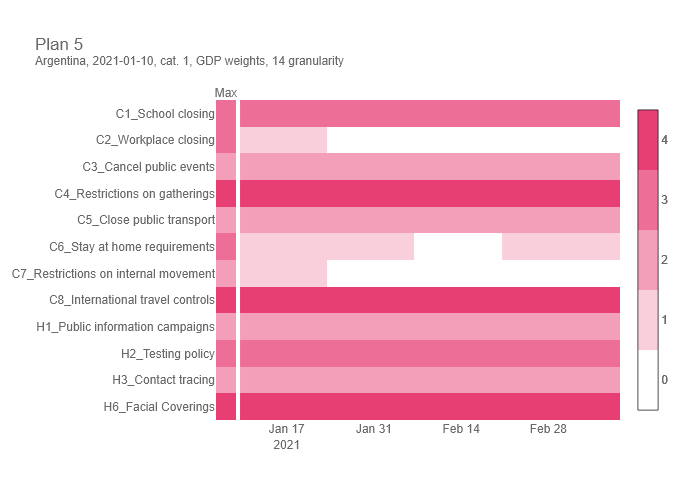 Plan 5
Argentina, 2021-01-10, cat. 1, GDP weights, 14 granularity
Max
C1_School closing
C2_Workplace closing
C3_Cancel public events
C4_Restrictions on gatherings
C5_Close public transport
C6_Stay at home requirements
C7_Restrictions on internal movement
C8_International travel controls
H1_Public information campaigns
H2_Testing policy
H3_Contact tracing
H6_Facial Coverings
Jan 17
2021
Jan 31
Feb 14
Feb 28
4
3
2
1
0